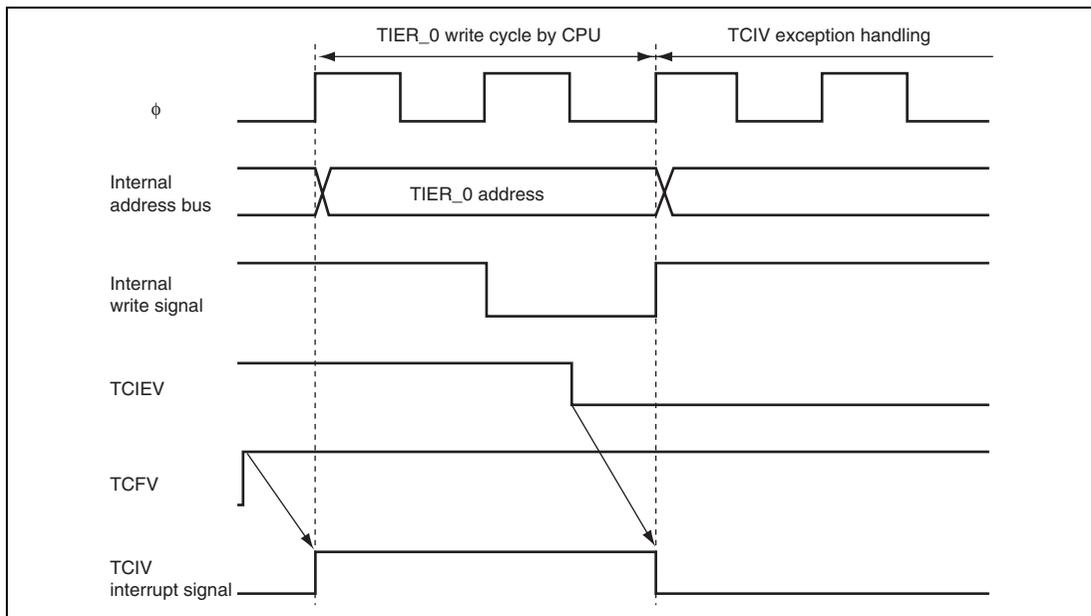 TIER_0 write cycle by CPU
TCIV exception handling
ϕ
Internal
address bus
TIER_0 address
Internal
write signal
TCIEV
TCFV
TCIV
interrupt signal